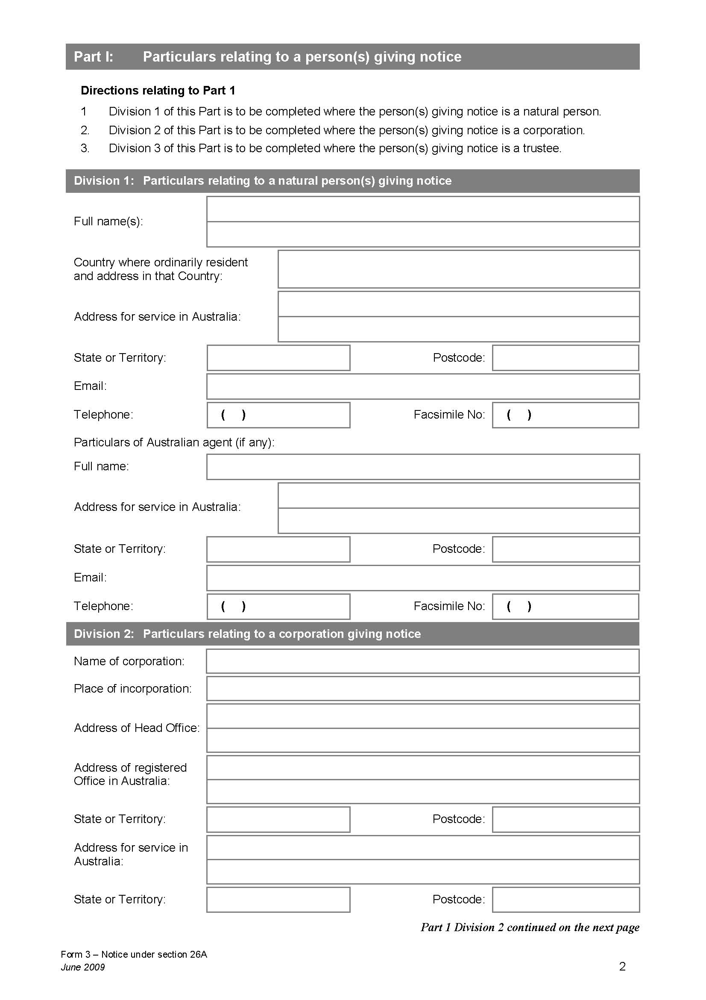 Part I: Particulars relating to a person(s) giving notice
Directions relating to Part 1
1 Division 1 of this Part is to be completed where the person(s) giving notice is a natural person.
2. Division 2 of this Part is to be completed where the person(s) giving notice is a corporation.
3. Division 3 of this Part is to be completed where the person(s) giving notice is a trustee.
Division 1: Particulars relating to a natural person(s) giving notice
Full name(s):
Country where ordinarily resident
and address in that Country:
Address for service in Australia:
State or Territory: Postcode:
Email:
Telephone: ( ) Facsimile No: ( )
Particulars of Australian agent (if any):
Full name:
Address for service in Australia:
State or Territory: Postcode:
Email:
Telephone: ( ) Facsimile No: ( )
Division 2: Particulars relating to a corporation giving notice
Name of corporation:
Place of incorporation:
Address of Head Office:
Address of registered
Office in Australia:
State or Territory: Postcode:
Address for service in
Australia:
State or Territory: Postcode:
Part 1 Division 2 continued on the next page
Form 3 – Notice under section 26A
June 2009 2